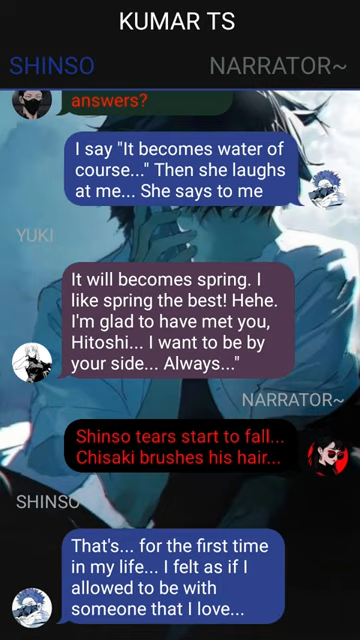 KUMAR TS
SHINSO
NARRATOR~
answers?
I say "It becomes water of
course..." Then she laughs
at me... She says to me
YUKI
It will becomes spring. I
like spring the best! Hehe.
I'm glad to have met you,
Hitoshi... I want to be by
your side... Always..."
NARRATOR~
Shinso tears start to fall...
Chisaki brushes his hair...
SHINSO
That's... for the first time
in my life... I felt as if I
allowed to be with
someone that I love...